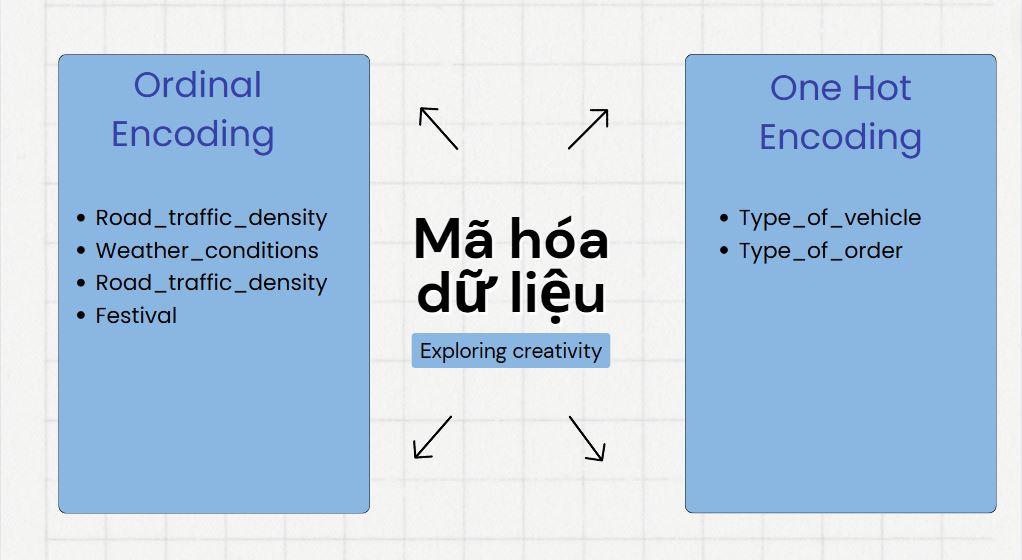 Ordinal
Encoding
Road_traffic_density
Weather_conditions
Road_traffic_density
Festival
Mã hóa
dữ liệu
Exploring creativity
One Hot
Encoding
Type_of_vehicle
Type_of_order